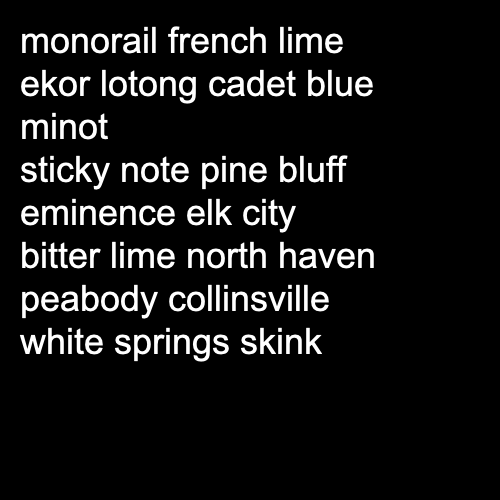 monorail french lime
ekor lotong cadet blue
minot
sticky note pine bluff
eminence elk city
bitter lime north haven
peabody collinsville
white springs skink